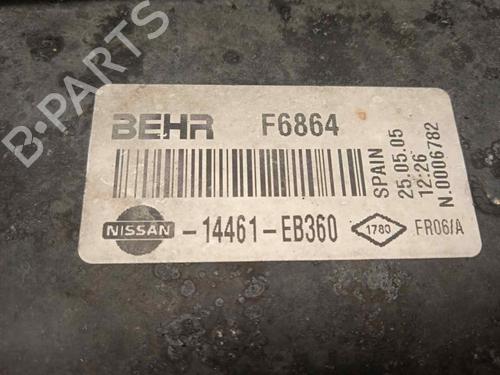 BEHR F6864
SPAIN
25.05.05
12:26
N.0006782
NISSAN -14461-EB360 1780 FR06/A
B-PARTS